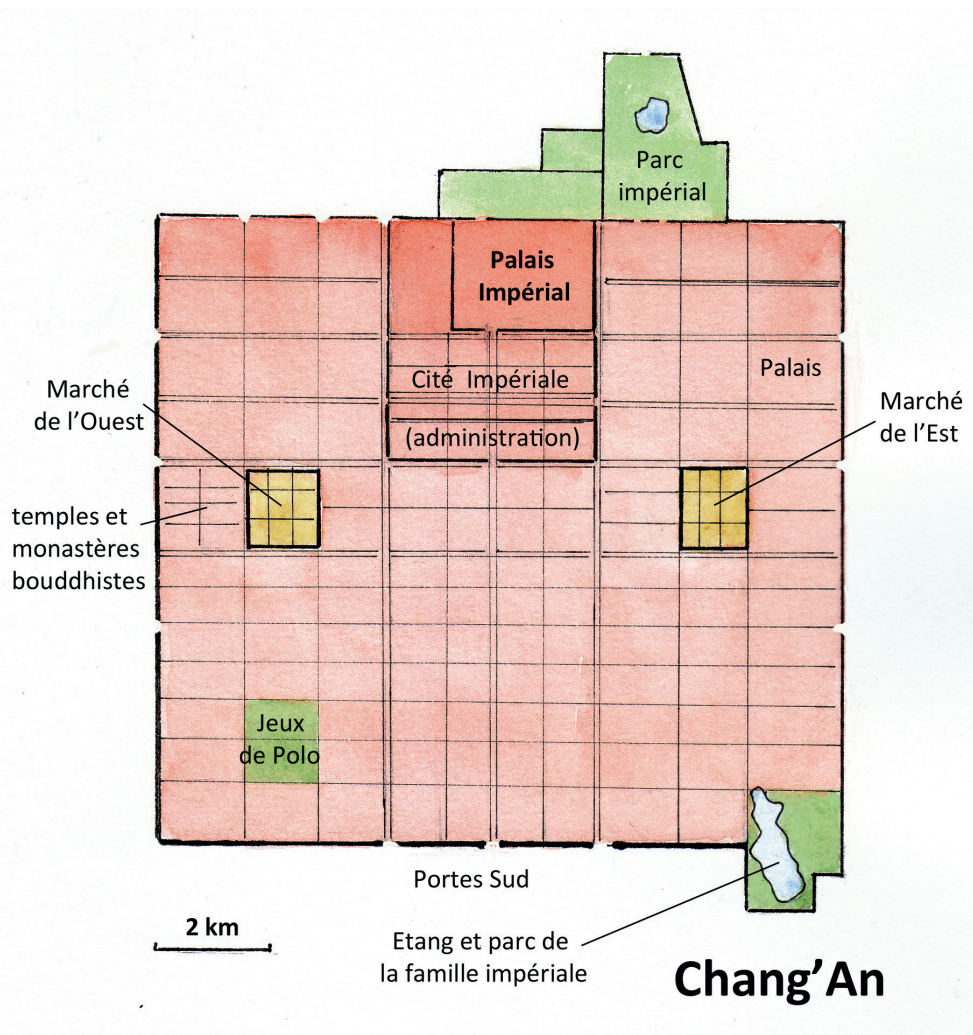 Parc
impérial
Palais
Impérial
Palais
Cité Impériale
(administration)
Marché
de l'Ouest
Marché
de l'Est
temples et
monastères
bouddhistes
Jeux
de Polo
Portes Sud
2 km
Etang et parc de
la famille impériale
Chang'An